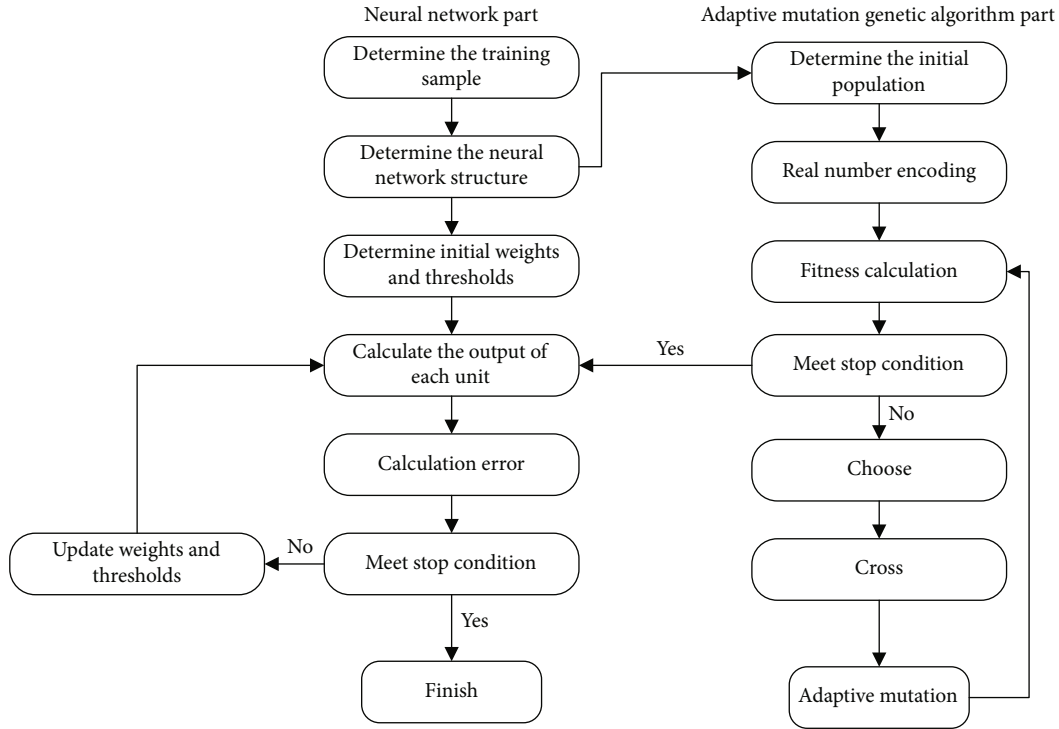 Neural network part
Determine the training
sample
Determine the neural
network structure
Determine initial weights
and thresholds
Calculate the output of
each unit
Calculation error
Meet stop condition
No
Update weights and
thresholds
Yes
Finish
Adaptive mutation genetic algorithm part
Determine the initial
population
Real number encoding
Fitness calculation
Meet stop condition
Yes
No
Choose
Cross
Adaptive mutation